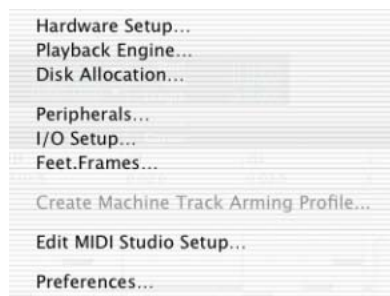 Hardware Setup...
Playback Engine...
Disk Allocation...
Peripherals...
I/O Setup...
Feet.Frames...
Create Machine Track Arming Profile...
Edit MIDI Studio Setup...
Preferences...